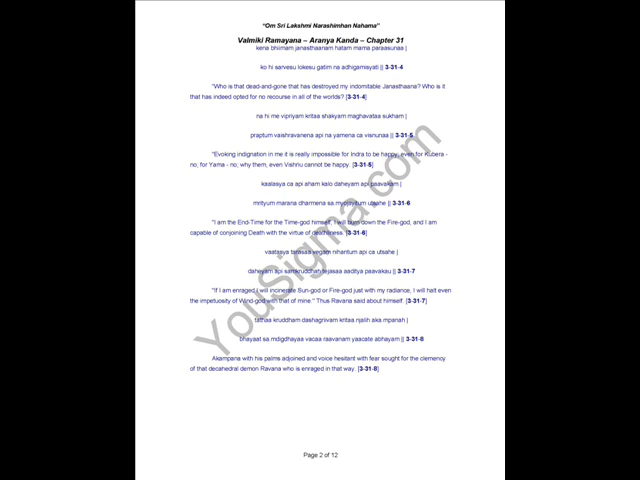 “Om Sri Lakshmi Narashimhan Nahama”
Valmiki Ramayana – Aranya Kanda – Chapter 31
kena bhiimam janasthaanam hatam mama paraasunaa |
ko hi sarvesu lokesu gatim na adhigamisyati || 3-31-4
"Who is that dead-and-gone that has destroyed my indomitable Janasthaana? Who is it
that has indeed opted for no recourse in all of the worlds? [3-31-4]
na hi me vipriyam kritaa shakyam maghavataa sukham |
praptum vaishravanena api na yamena ca visnunaa || 3-31-5
"Evoking indignation in me it is really impossible for Indra to be happy; even for Kubera -
no, for Yama - no, why them, even Vishnu cannot be happy. [3-31-5]
kaalasya ca api aham kalo daheyam api paavakam |
mrityum marana dharmena sa myojayitum utsahe || 3-31-6
"I am the End-Time for the Time-god himself, I will burn down the Fire-god, and I am
capable of conjoining Death with the virtue of deathliness. [3-31-6]
vaatasya tarasaa vegam nihantum api ca utsahe |
daheyam api samkruddhah tejasaa aaditya paavakau || 3-31-7
"If I am enraged I will incinerate Sun-god or Fire-god just with my radiance, I will halt even
the impetuosity of Wind-god with that of mine." Thus Ravana said about himself. [3-31-7]
tathaa kruddham dashagriivam kritaa njalih aka mpanah |
bhayaat sa mdigdhayaa vacaa raavanam yaacate abhayam || 3-31-8
Akampana with his palms adjoined and voice hesitant with fear sought for the clemency
of that decahedral demon Ravana who is enraged in that way. [3-31-8]
Page 2 of 12
YouSigma.com